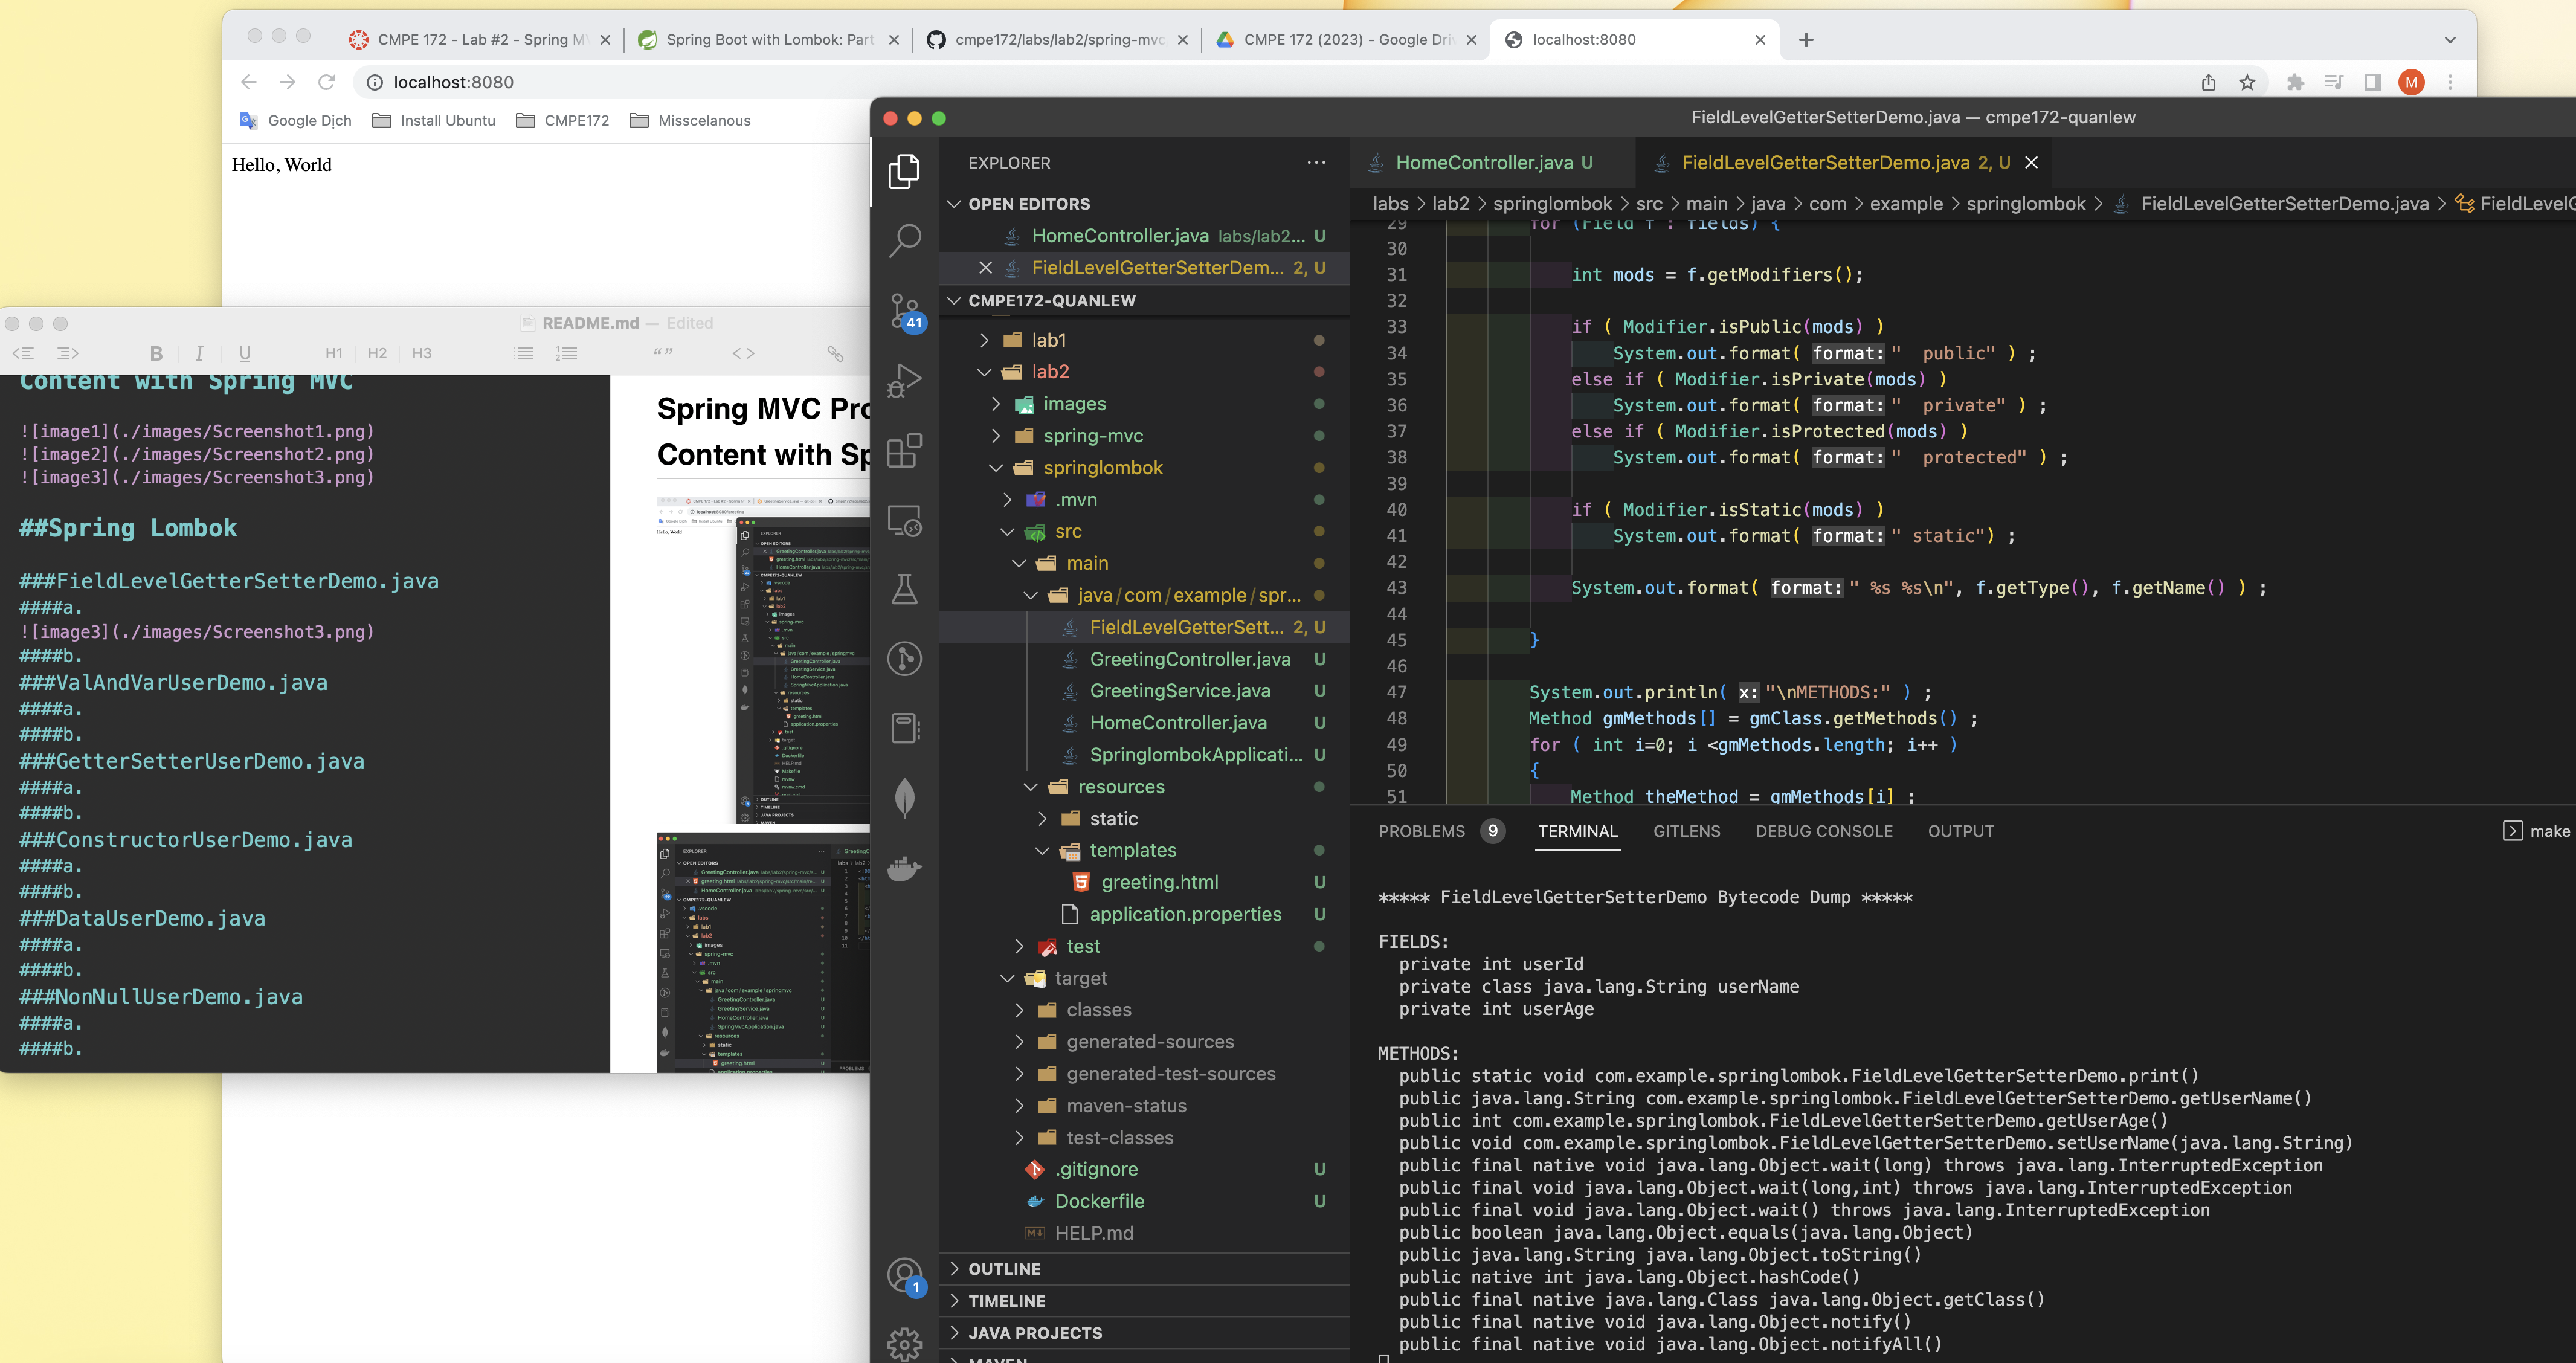 CMPE 172 - Lab #2 - Spring M
Spring Boot with Lombok: Part
cmpe172/labs/lab2/spring-mvc
CMPE 172 (2023) - Google Dri
localhost:8080
localhost:8080
M
Google Dịch
Install Ubuntu
CMPE172
Misscelanous
Hello, World
README.md — Edited
B I U H1 H2 H3 “ ” < >
Content with Spring MVC
![image1](./images/Screenshot1.png)
![image2](./images/Screenshot2.png)
![image3](./images/Screenshot3.png)
##Spring Lombok
###FieldLevelGetterSetterDemo.java
####a.
![image3](./images/Screenshot3.png)
####b.
###ValAndVarUserDemo.java
####a.
####b.
###GetterSetterUserDemo.java
####a.
####b.
###ConstructorUserDemo.java
####a.
####b.
###DataUserDemo.java
####a.
####b.
###NonNullUserDemo.java
####a.
####b.
Spring MVC Pro
Content with Sp
FieldLevelGetterSetterDemo.java — cmpe172-quanlew
EXPLORER ...
OPEN EDITORS
HomeController.java labs/lab2... U
FieldLevelGetterSetterDem... 2, U
CMPE172-QUANLEW
lab1
lab2
images
spring-mvc
springlombok
.mvn
src
main
java/com/example/spr...
FieldLevelGetterSett... 2, U
GreetingController.java U
GreetingService.java U
HomeController.java U
SpringlombokApplicati... U
resources
static
templates
greeting.html U
application.properties U
test
target
classes
generated-sources
generated-test-sources
maven-status
test-classes
.gitignore U
Dockerfile U
HELP.md
OUTLINE
TIMELINE
JAVA PROJECTS
MAVEN
41
1
HomeController.java U
FieldLevelGetterSetterDemo.java 2, U
labs > lab2 > springlombok > src > main > java > com > example > springlombok > FieldLevelGetterSetterDemo.java > FieldLevelG
29 for (Field f : fields) {
30
31 int mods = f.getModifiers();
32
33 if ( Modifier.isPublic(mods) )
34 System.out.format( format:"  public" ) ;
35 else if ( Modifier.isPrivate(mods) )
36 System.out.format( format:"  private" ) ;
37 else if ( Modifier.isProtected(mods) )
38 System.out.format( format:"  protected" ) ;
39
40 if ( Modifier.isStatic(mods) )
41 System.out.format( format:" static") ;
42
43 System.out.format( format:" %s %s\n", f.getType(), f.getName() ) ;
44
45 }
46
47 System.out.println( x:"\nMETHODS:" ) ;
48 Method gmMethods[] = gmClass.getMethods() ;
49 for ( int i=0; i <gmMethods.length; i++ )
50 {
51 Method theMethod = gmMethods[i] ;
PROBLEMS 9 TERMINAL GITLENS DEBUG CONSOLE OUTPUT
make
***** FieldLevelGetterSetterDemo Bytecode Dump *****
FIELDS:
private int userId
private class java.lang.String userName
private int userAge
METHODS:
public static void com.example.springlombok.FieldLevelGetterSetterDemo.print()
public java.lang.String com.example.springlombok.FieldLevelGetterSetterDemo.getUserName()
public int com.example.springlombok.FieldLevelGetterSetterDemo.getUserAge()
public void com.example.springlombok.FieldLevelGetterSetterDemo.setUserName(java.lang.String)
public final native void java.lang.Object.wait(long) throws java.lang.InterruptedException
public final void java.lang.Object.wait(long,int) throws java.lang.InterruptedException
public final void java.lang.Object.wait() throws java.lang.InterruptedException
public boolean java.lang.Object.equals(java.lang.Object)
public java.lang.String java.lang.Object.toString()
public native int java.lang.Object.hashCode()
public final native java.lang.Class java.lang.Object.getClass()
public final native void java.lang.Object.notify()
public final native void java.lang.Object.notifyAll()